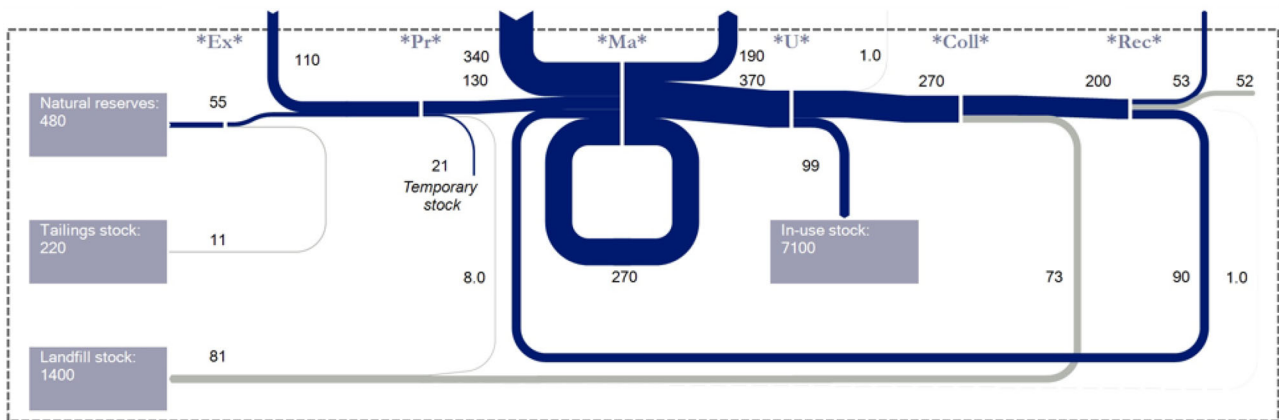 *Ex*
*Pr*
*Ma*
*U*
*Coll*
*Rec*
110
340
190
1.0
130
370
270
200
53
52
Natural reserves:
480
55
21
Temporary
stock
99
Tailings stock:
220
11
In-use stock:
7100
8.0
270
73
90
1.0
Landfill stock:
1400
81